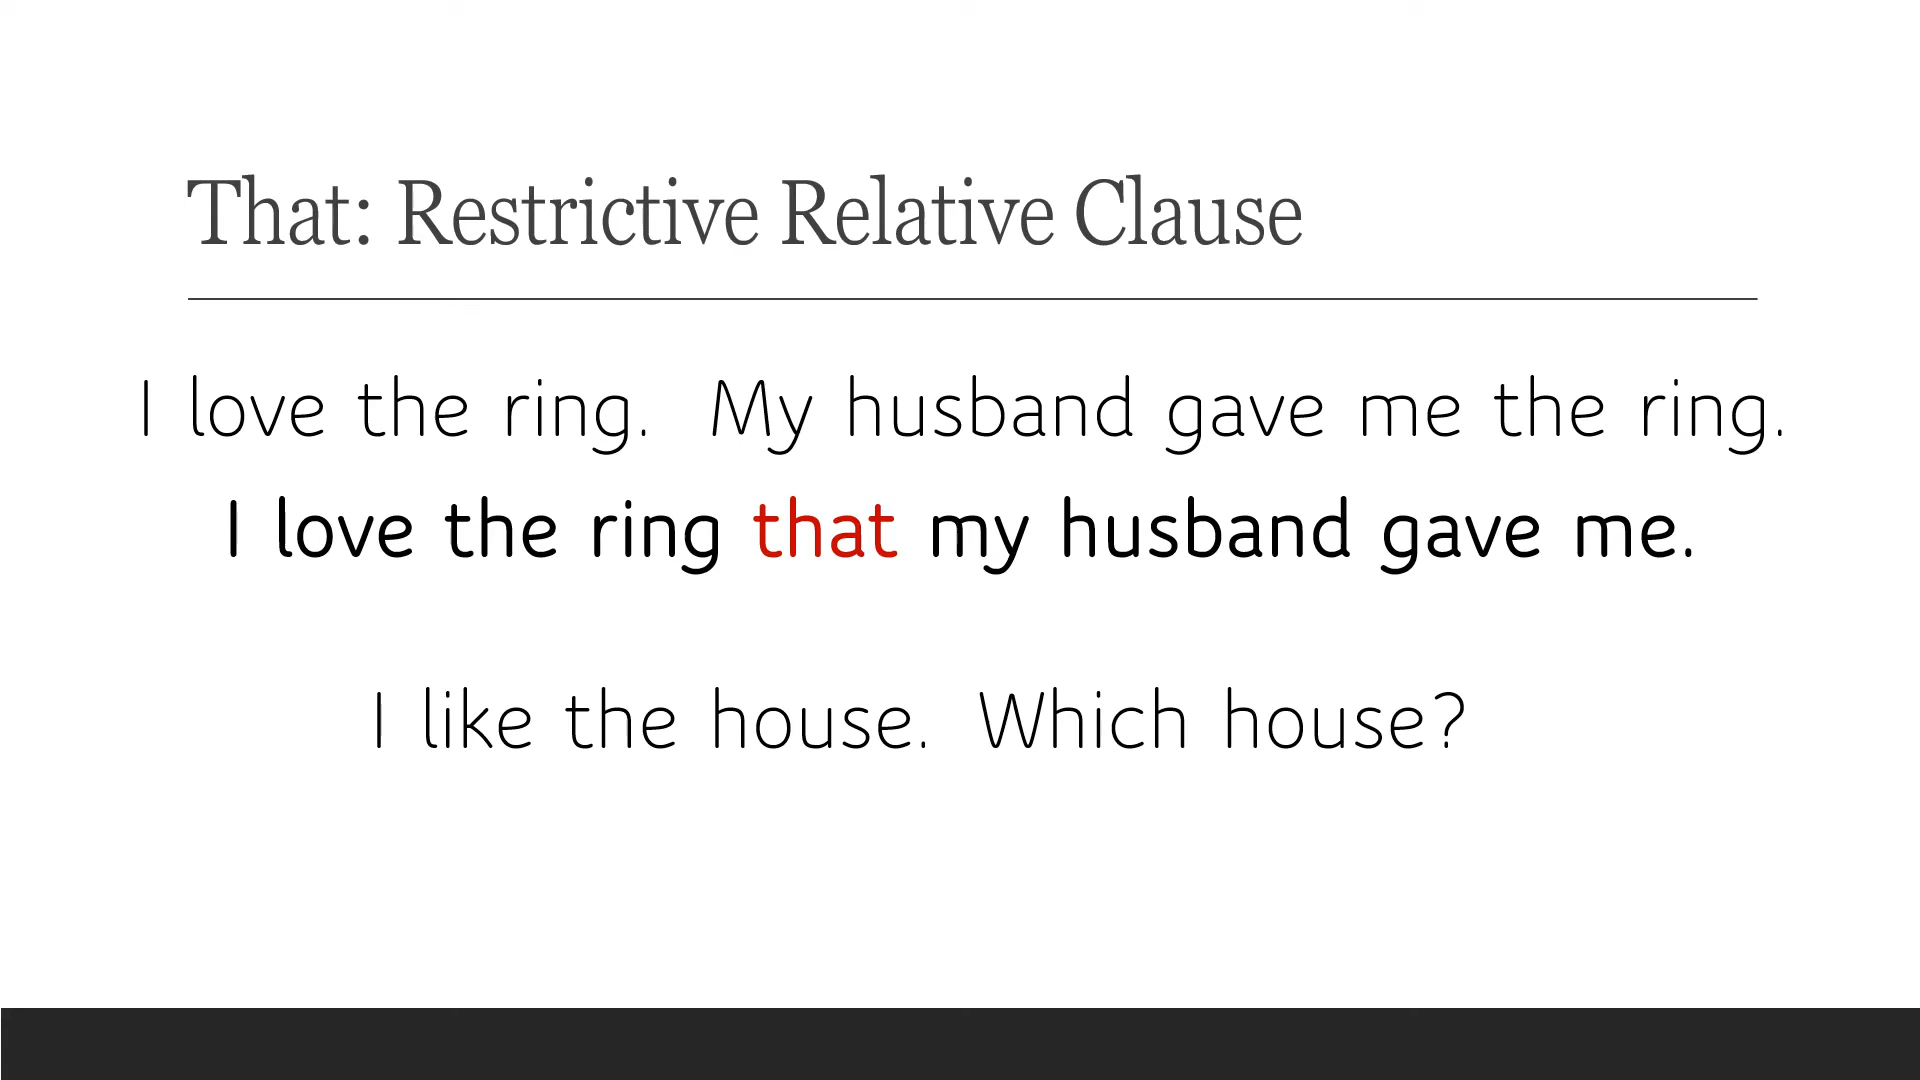 That: Restrictive Relative Clause
I love the ring. My husband gave me the ring.
I love the ring that my husband gave me.
I like the house. Which house?